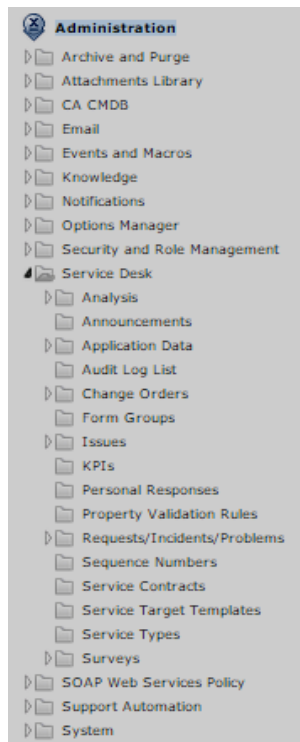 Administration
Archive and Purge
Attachments Library
CA CMDB
Email
Events and Macros
Knowledge
Notifications
Options Manager
Security and Role Management
Service Desk
Analysis
Announcements
Application Data
Audit Log List
Change Orders
Form Groups
Issues
KPIs
Personal Responses
Property Validation Rules
Requests/Incidents/Problems
Sequence Numbers
Service Contracts
Service Target Templates
Service Types
Surveys
SOAP Web Services Policy
Support Automation
System